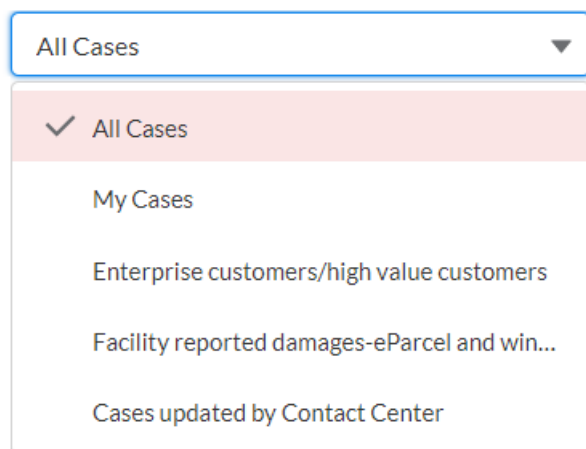 All Cases
All Cases
My Cases
Enterprise customers/high value customers
Facility reported damages-eParcel and win...
Cases updated by Contact Center